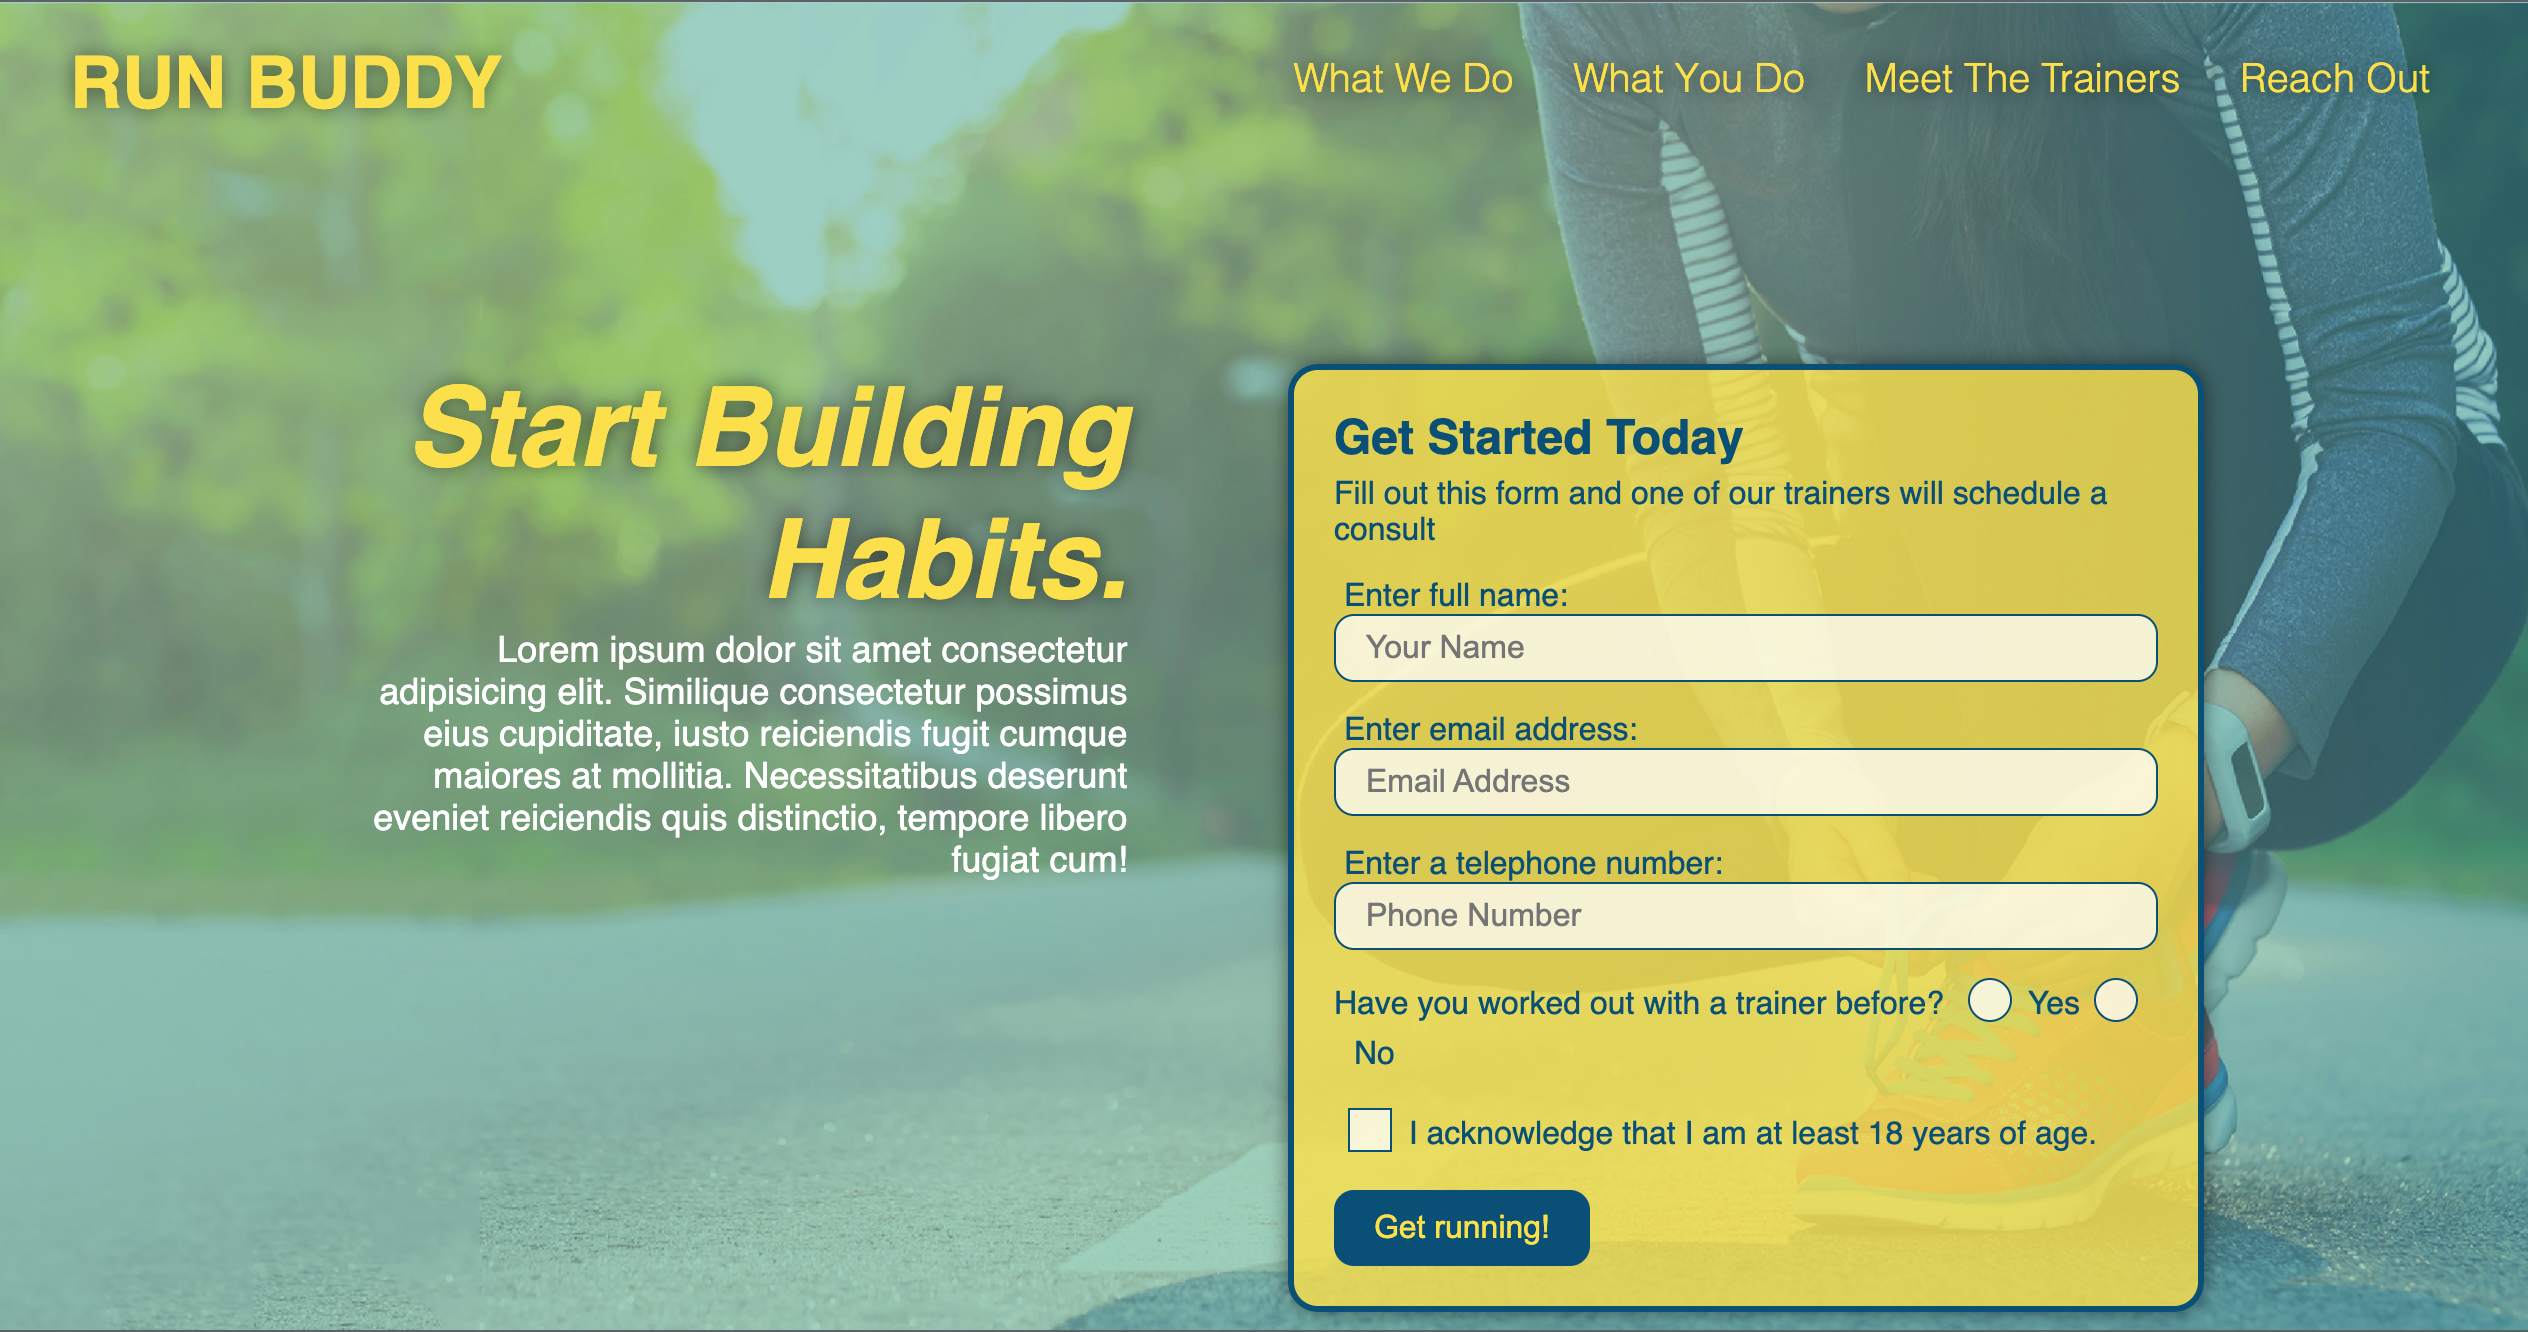 RUN BUDDY
What We Do
What You Do
Meet The Trainers
Reach Out
Start Building
Habits.
Lorem ipsum dolor sit amet consectetur
adipisicing elit. Similique consectetur possimus
eius cupiditate, iusto reiciendis fugit cumque
maiores at mollitia. Necessitatibus deserunt
eveniet reiciendis quis distinctio, tempore libero
fugiat cum!
Get Started Today
Fill out this form and one of our trainers will schedule a
consult
Enter full name:
Your Name
Enter email address:
Email Address
Enter a telephone number:
Phone Number
Have you worked out with a trainer before? Yes
No
I acknowledge that I am at least 18 years of age.
Get running!